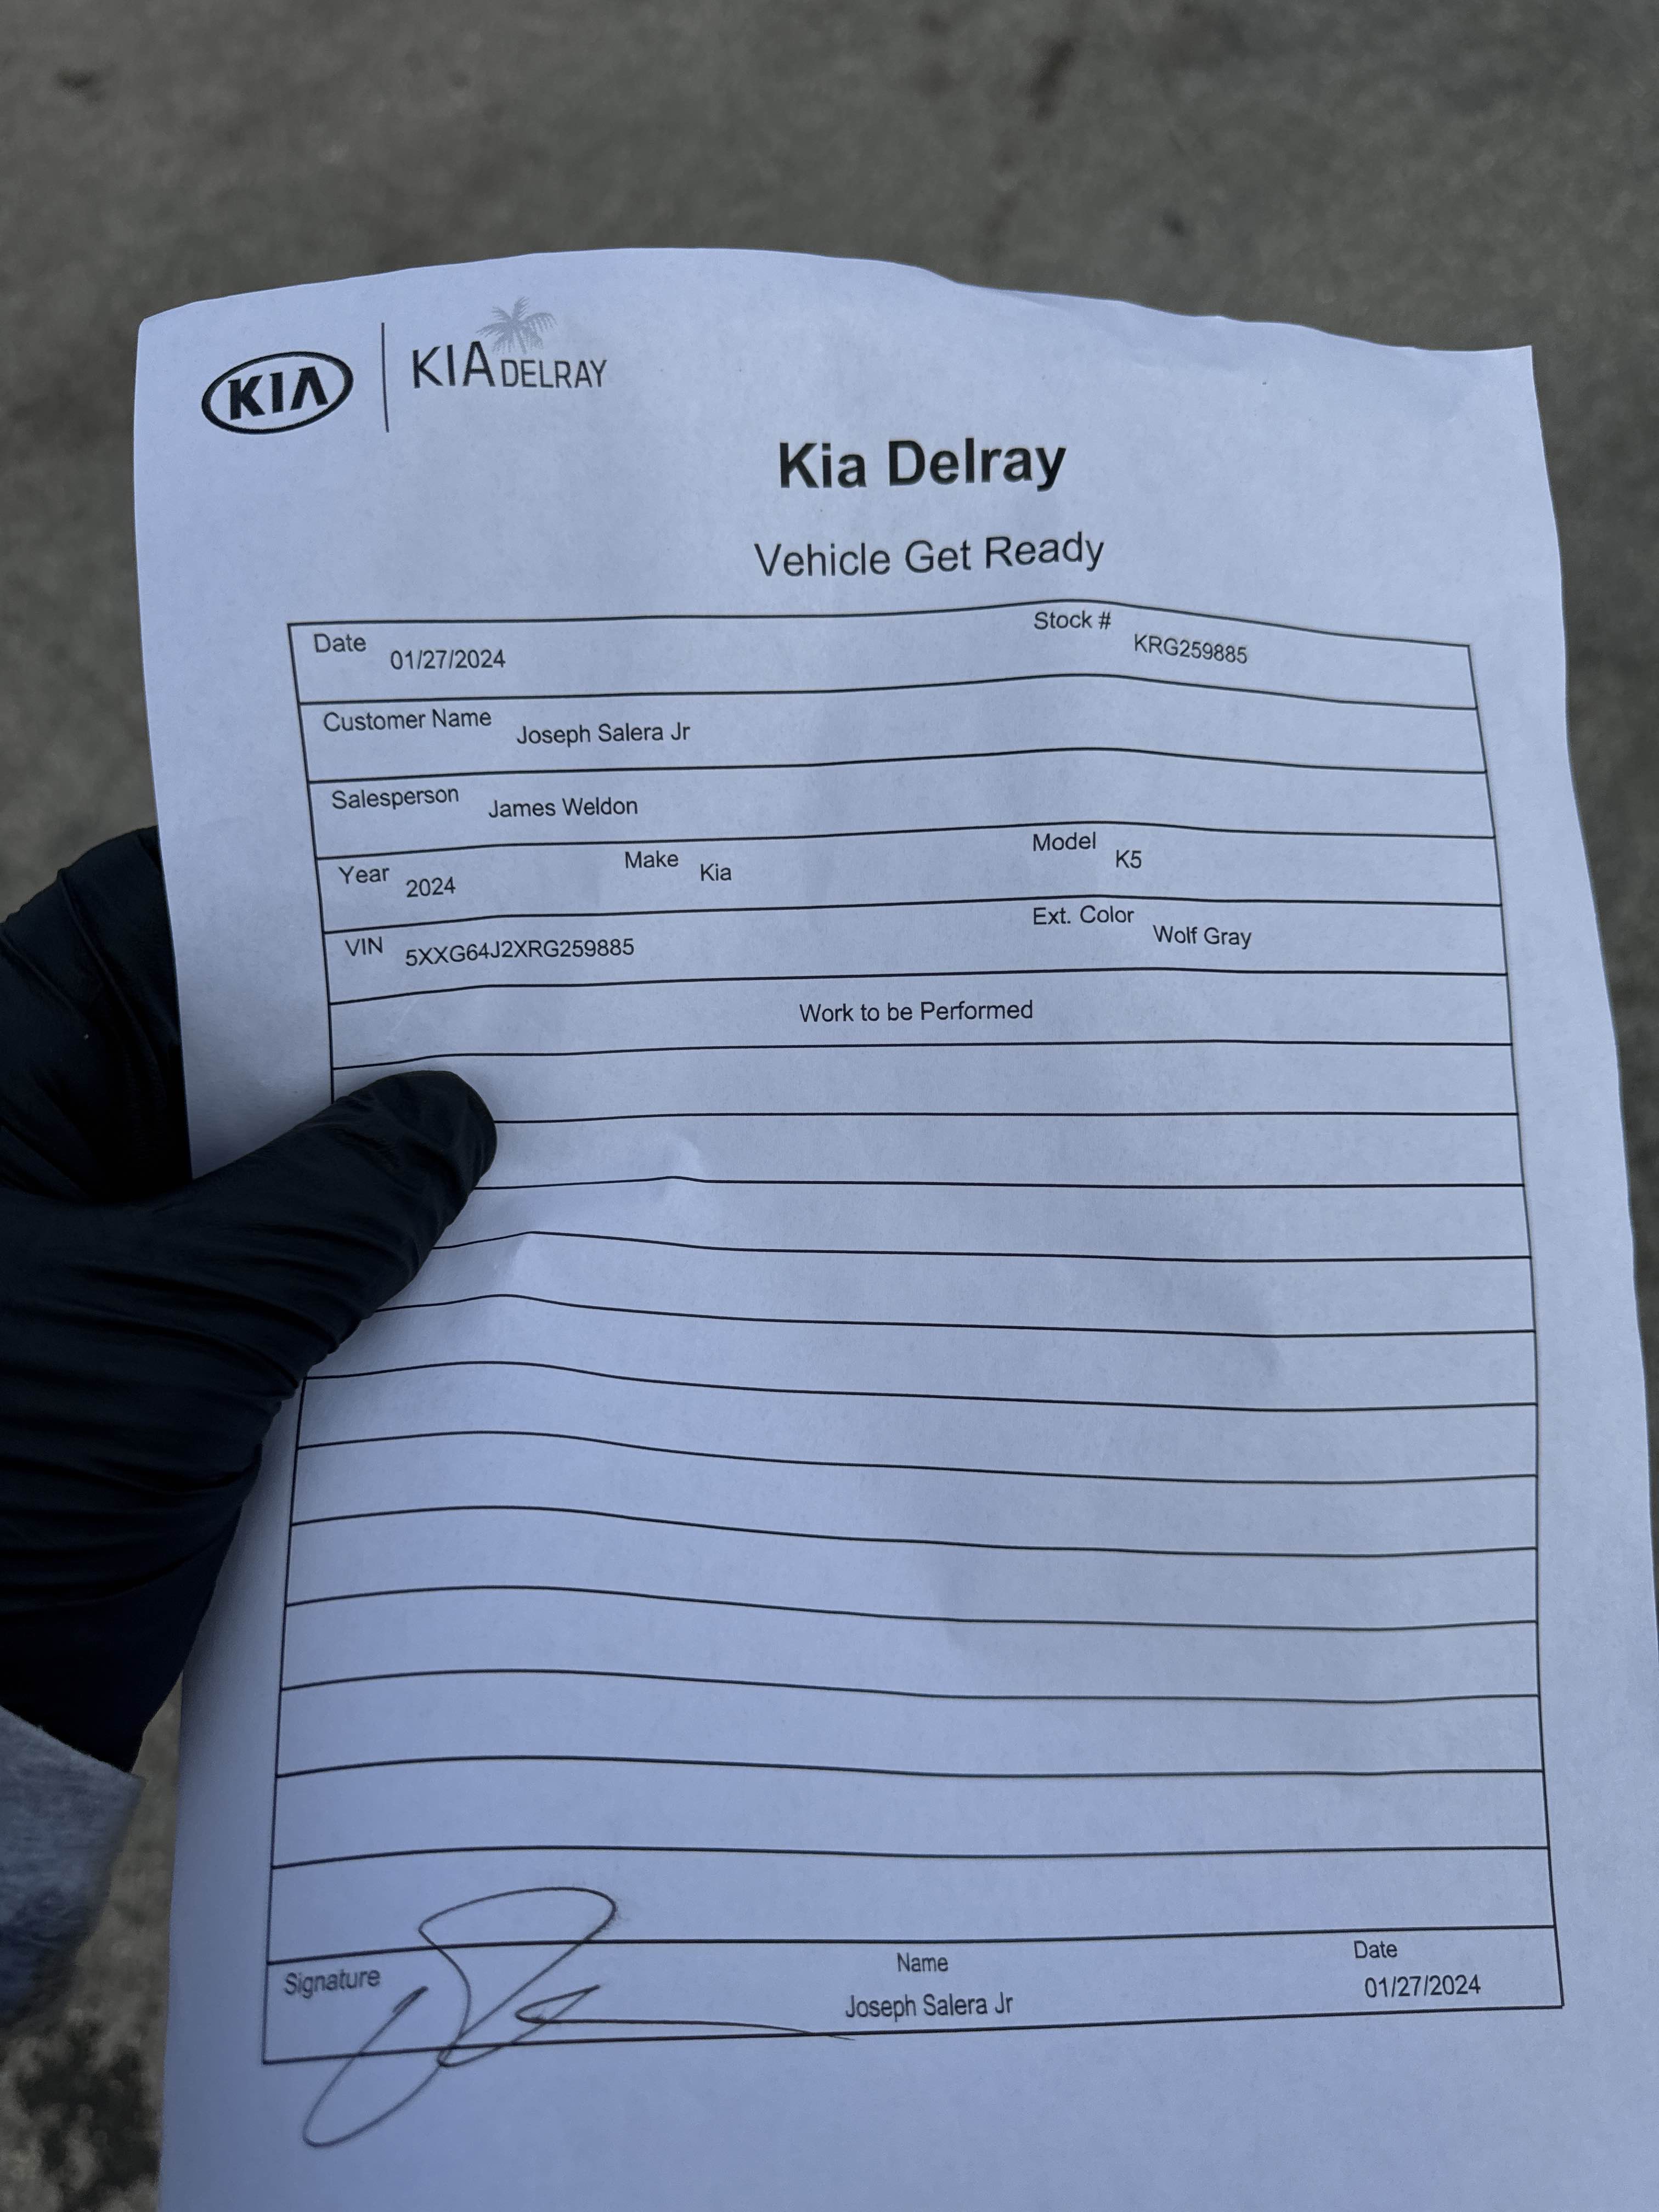 KIA KIA DELRAY
Kia Delray
Vehicle Get Ready
Date 01/27/2024 Stock # KRG259885
Customer Name Joseph Salera Jr
Salesperson James Weldon
Year 2024 Make Kia Model K5
VIN 5XXG64J2XRG259885 Ext. Color Wolf Gray
Work to be Performed
Signature Name Date
Joseph Salera Jr 01/27/2024